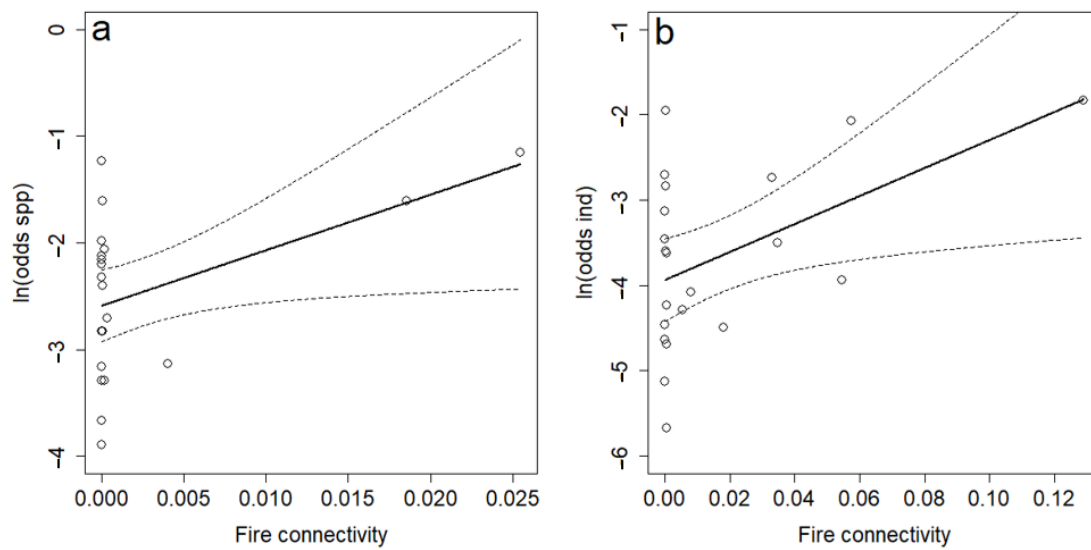 a
ln(odds spp)
0
−1
−2
−3
−4
0.000 0.005 0.010 0.015 0.020 0.025
Fire connectivity
b
ln(odds ind)
−1
−2
−3
−4
−5
−6
0.00 0.02 0.04 0.06 0.08 0.10 0.12
Fire connectivity